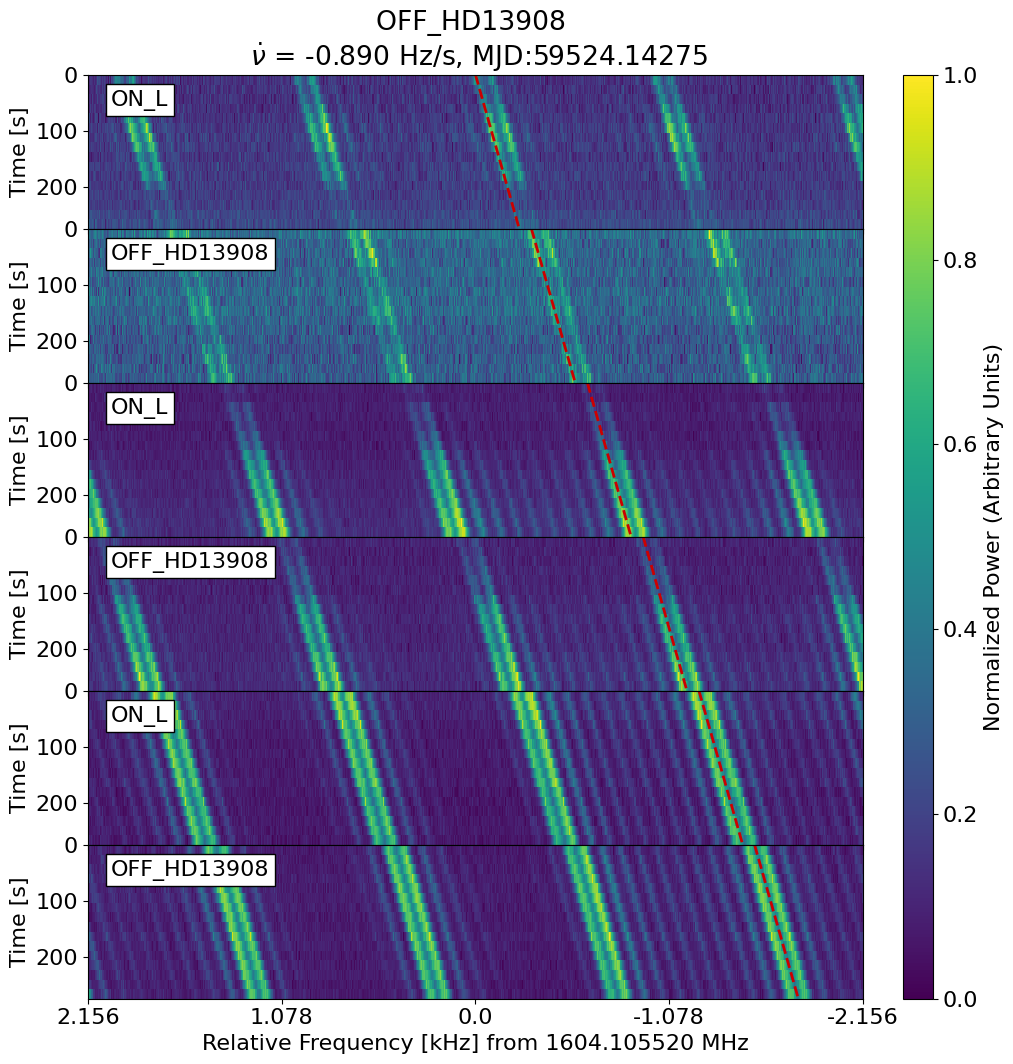 OFF_HD13908
ν̇ = -0.890 Hz/s, MJD:59524.14275
ON_L
OFF_HD13908
ON_L
OFF_HD13908
ON_L
OFF_HD13908
Time [s]
0
100
200
Time [s]
0
100
200
Time [s]
0
100
200
Time [s]
0
100
200
Time [s]
0
100
200
Time [s]
0
100
200
2.156 1.078 0.0 -1.078 -2.156
Relative Frequency [kHz] from 1604.105520 MHz
1.0
0.8
0.6
0.4
0.2
0.0
Normalized Power (Arbitrary Units)